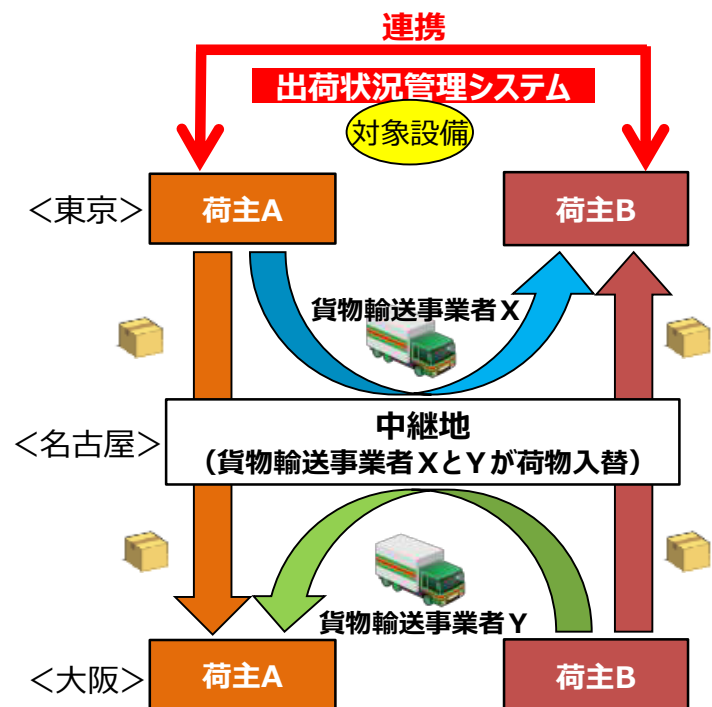 連携
出荷状況管理システム
対象設備
＜東京＞
荷主A
荷主B
貨物輸送事業者X
＜名古屋＞
中継地
（貨物輸送事業者XとYが荷物入替）
貨物輸送事業者Y
＜大阪＞
荷主A
荷主B